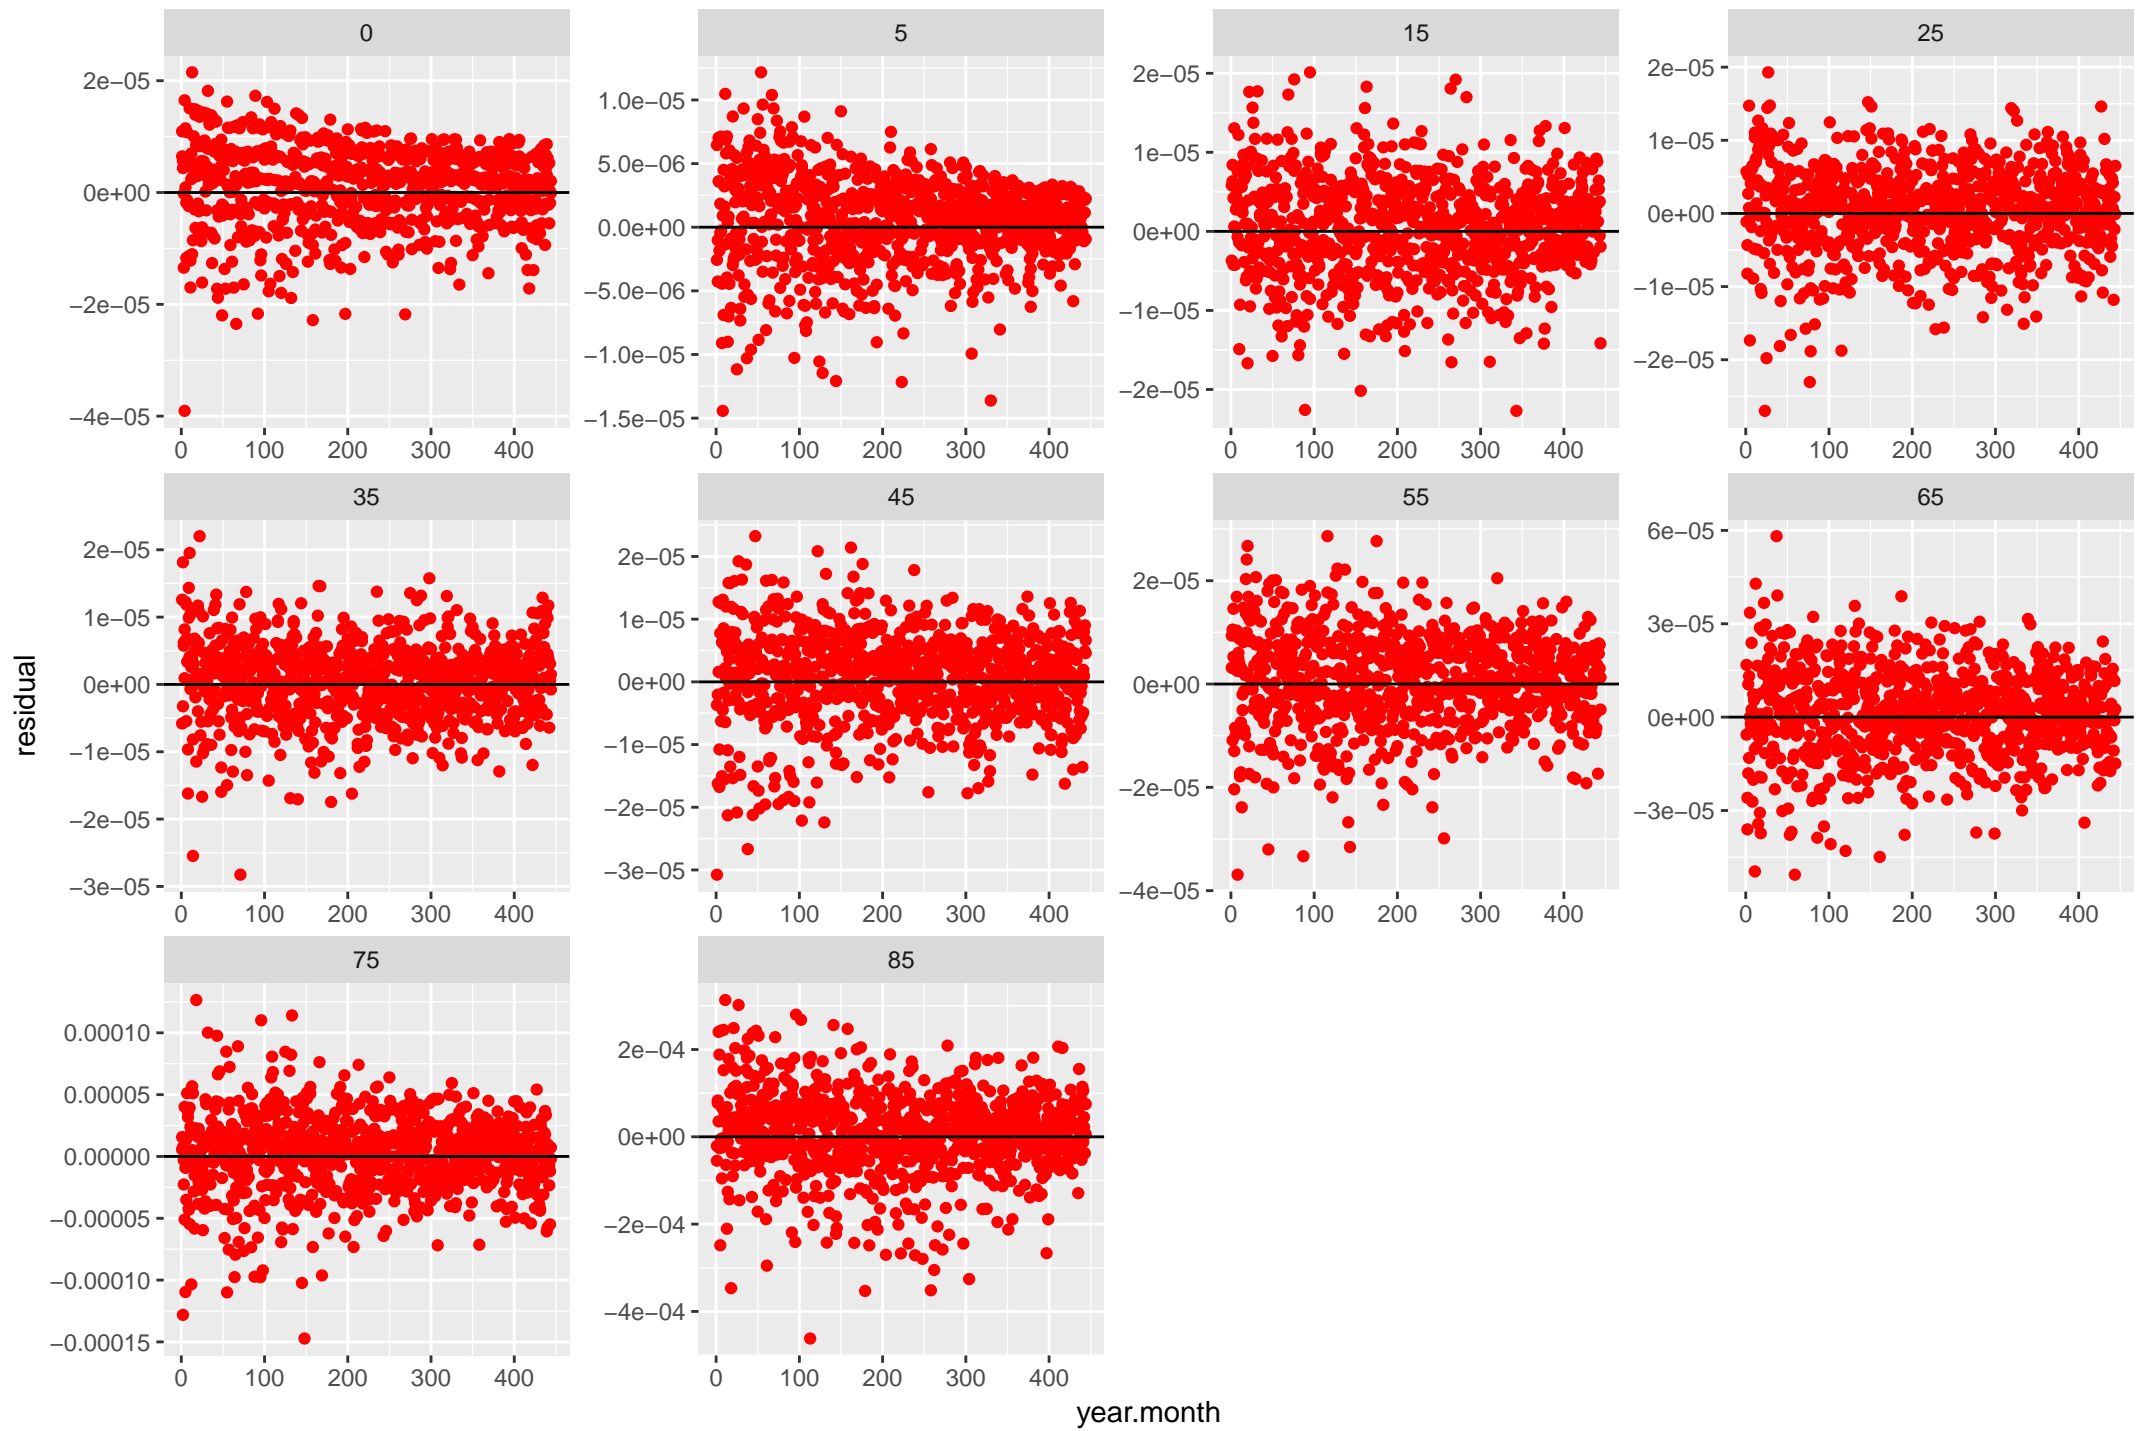 0 5 15 25
2e−05
0e+00
−2e−05
−4e−05
0 100 200 300 400
1.0e−05
5.0e−06
0.0e+00
−5.0e−06
−1.0e−05
−1.5e−05
0 100 200 300 400
2e−05
1e−05
0e+00
−1e−05
−2e−05
0 100 200 300 400
2e−05
1e−05
0e+00
−1e−05
−2e−05
0 100 200 300 400
35 45 55 65
2e−05
1e−05
0e+00
−1e−05
−2e−05
−3e−05
0 100 200 300 400
2e−05
1e−05
0e+00
−1e−05
−2e−05
−3e−05
0 100 200 300 400
2e−05
0e+00
−2e−05
−4e−05
0 100 200 300 400
6e−05
3e−05
0e+00
−3e−05
0 100 200 300 400
75 85
0.00010
0.00005
0.00000
−0.00005
−0.00010
−0.00015
0 100 200 300 400
2e−04
0e+00
−2e−04
−4e−04
0 100 200 300 400
residual
year.month